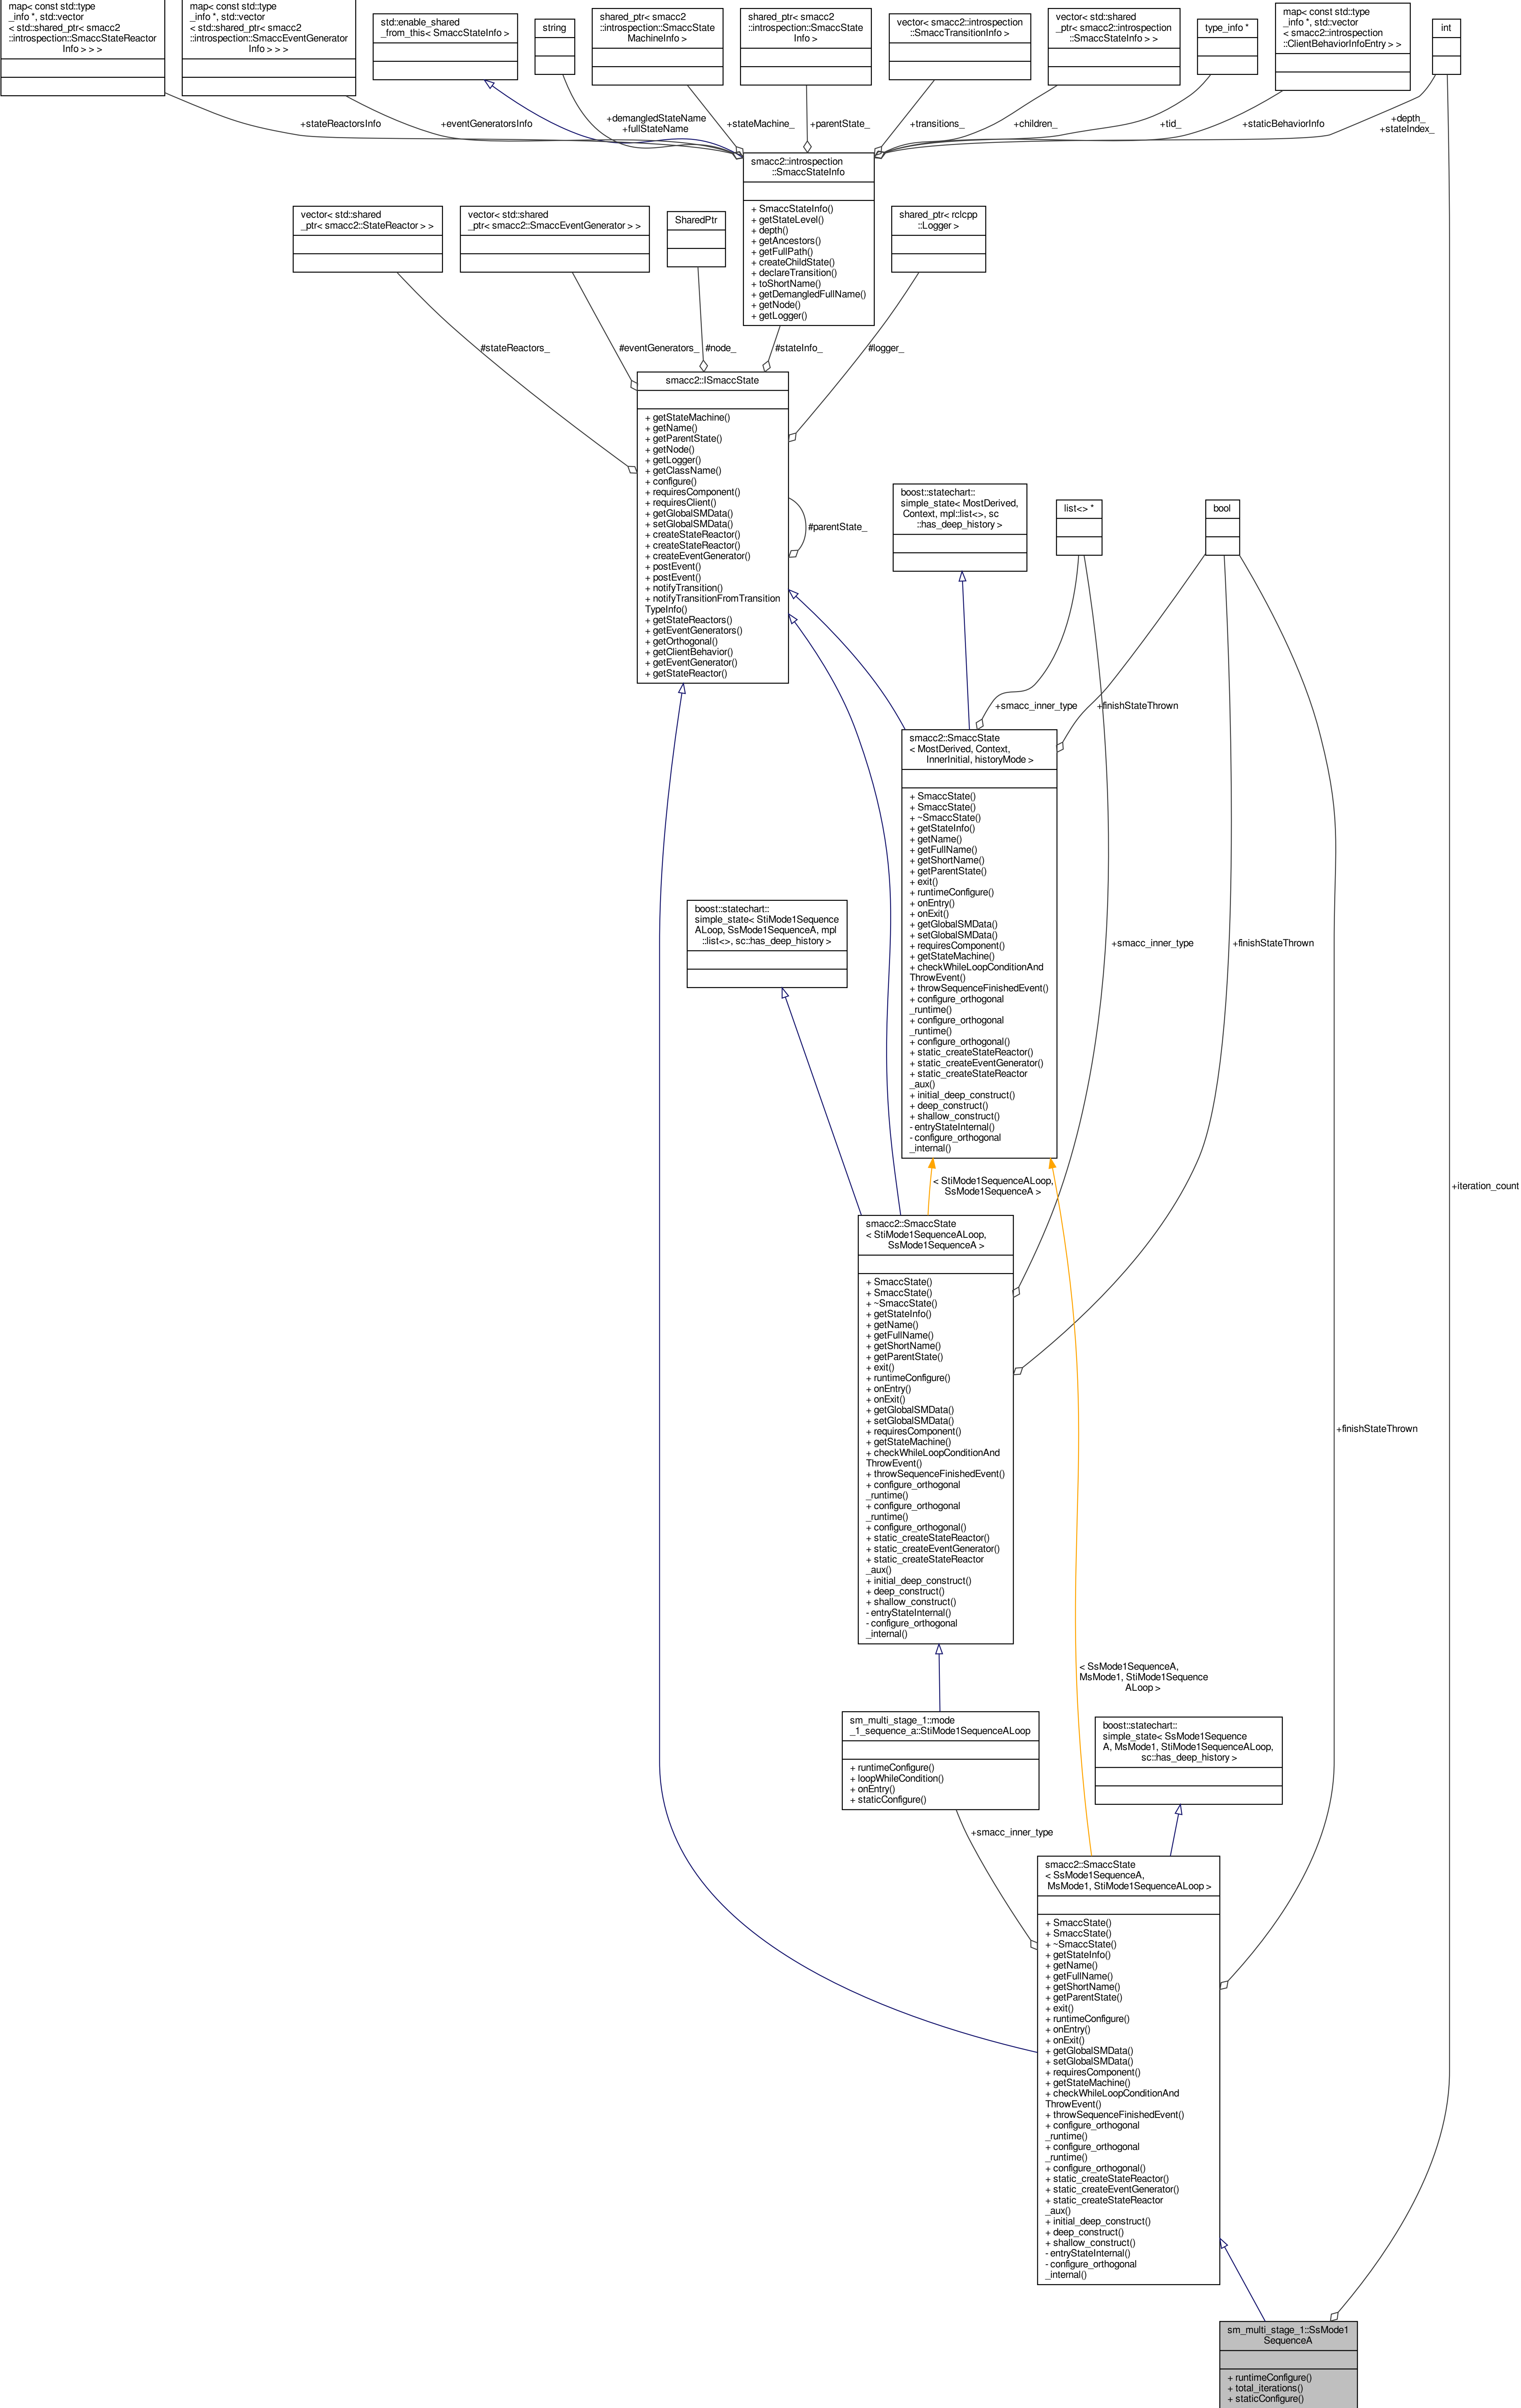 map< const std::type
_info *, std::vector
< std::shared_ptr< smacc2
::introspection::SmaccStateReactor
Info > > >
map< const std::type
_info *, std::vector
< std::shared_ptr< smacc2
::introspection::SmaccEventGenerator
Info > > >
std::enable_shared
_from_this< SmaccStateInfo >
string
shared_ptr< smacc2
::introspection::SmaccState
MachineInfo >
shared_ptr< smacc2
::introspection::SmaccState
Info >
vector< smacc2::introspection
::SmaccTransitionInfo >
vector< std::shared
_ptr< smacc2::introspection
::SmaccStateInfo > >
type_info *
map< const std::type
_info *, std::vector
< smacc2::introspection
::ClientBehaviorInfoEntry > >
int
+stateReactorsInfo
+eventGeneratorsInfo
+demangledStateName
+fullStateName
+stateMachine_
+parentState_
+transitions_
+children_
+tid_
+staticBehaviorInfo
+depth_
+stateIndex_
smacc2::introspection
::SmaccStateInfo
+ SmaccStateInfo()
+ getStateLevel()
+ depth()
+ getAncestors()
+ getFullPath()
+ createChildState()
+ declareTransition()
+ toShortName()
+ getDemangledFullName()
+ getNode()
+ getLogger()
vector< std::shared
_ptr< smacc2::StateReactor > >
vector< std::shared
_ptr< smacc2::SmaccEventGenerator > >
SharedPtr
shared_ptr< rclcpp
::Logger >
#stateReactors_
#eventGenerators_
#node_
#stateInfo_
#logger_
smacc2::ISmaccState
+ getStateMachine()
+ getName()
+ getParentState()
+ getNode()
+ getLogger()
+ getClassName()
+ configure()
+ requiresComponent()
+ requiresClient()
+ getGlobalSMData()
+ setGlobalSMData()
+ createStateReactor()
+ createStateReactor()
+ createEventGenerator()
+ postEvent()
+ postEvent()
+ notifyTransition()
+ notifyTransitionFromTransition
TypeInfo()
+ getStateReactors()
+ getEventGenerators()
+ getOrthogonal()
+ getClientBehavior()
+ getEventGenerator()
+ getStateReactor()
#parentState_
boost::statechart::
simple_state< MostDerived,
Context, mpl::list<>, sc
::has_deep_history >
list<> *
bool
+smacc_inner_type
+finishStateThrown
smacc2::SmaccState
< MostDerived, Context,
InnerInitial, historyMode >
+ SmaccState()
+ SmaccState()
+ ~SmaccState()
+ getStateInfo()
+ getName()
+ getFullName()
+ getShortName()
+ getParentState()
+ exit()
+ runtimeConfigure()
+ onEntry()
+ onExit()
+ getGlobalSMData()
+ setGlobalSMData()
+ requiresComponent()
+ getStateMachine()
+ checkWhileLoopConditionAnd
ThrowEvent()
+ throwSequenceFinishedEvent()
+ configure_orthogonal
_runtime()
+ configure_orthogonal
_runtime()
+ configure_orthogonal()
+ static_createStateReactor()
+ static_createEventGenerator()
+ static_createStateReactor
_aux()
+ initial_deep_construct()
+ deep_construct()
+ shallow_construct()
- entryStateInternal()
- configure_orthogonal
_internal()
boost::statechart::
simple_state< StiMode1Sequence
ALoop, SsMode1SequenceA, mpl
::list<>, sc::has_deep_history >
+smacc_inner_type
+finishStateThrown
< StiMode1SequenceALoop,
SsMode1SequenceA >
+iteration_count
smacc2::SmaccState
< StiMode1SequenceALoop,
SsMode1SequenceA >
+ SmaccState()
+ SmaccState()
+ ~SmaccState()
+ getStateInfo()
+ getName()
+ getFullName()
+ getShortName()
+ getParentState()
+ exit()
+ runtimeConfigure()
+ onEntry()
+ onExit()
+ getGlobalSMData()
+ setGlobalSMData()
+ requiresComponent()
+ getStateMachine()
+ checkWhileLoopConditionAnd
ThrowEvent()
+ throwSequenceFinishedEvent()
+ configure_orthogonal
_runtime()
+ configure_orthogonal
_runtime()
+ configure_orthogonal()
+ static_createStateReactor()
+ static_createEventGenerator()
+ static_createStateReactor
_aux()
+ initial_deep_construct()
+ deep_construct()
+ shallow_construct()
- entryStateInternal()
- configure_orthogonal
_internal()
+finishStateThrown
< SsMode1SequenceA,
MsMode1, StiMode1Sequence
ALoop >
sm_multi_stage_1::mode
_1_sequence_a::StiMode1SequenceALoop
+ runtimeConfigure()
+ loopWhileCondition()
+ onEntry()
+ staticConfigure()
boost::statechart::
simple_state< SsMode1Sequence
A, MsMode1, StiMode1SequenceALoop,
sc::has_deep_history >
+smacc_inner_type
smacc2::SmaccState
< SsMode1SequenceA,
MsMode1, StiMode1SequenceALoop >
+ SmaccState()
+ SmaccState()
+ ~SmaccState()
+ getStateInfo()
+ getName()
+ getFullName()
+ getShortName()
+ getParentState()
+ exit()
+ runtimeConfigure()
+ onEntry()
+ onExit()
+ getGlobalSMData()
+ setGlobalSMData()
+ requiresComponent()
+ getStateMachine()
+ checkWhileLoopConditionAnd
ThrowEvent()
+ throwSequenceFinishedEvent()
+ configure_orthogonal
_runtime()
+ configure_orthogonal
_runtime()
+ configure_orthogonal()
+ static_createStateReactor()
+ static_createEventGenerator()
+ static_createStateReactor
_aux()
+ initial_deep_construct()
+ deep_construct()
+ shallow_construct()
- entryStateInternal()
- configure_orthogonal
_internal()
sm_multi_stage_1::SsMode1
SequenceA
+ runtimeConfigure()
+ total_iterations()
+ staticConfigure()